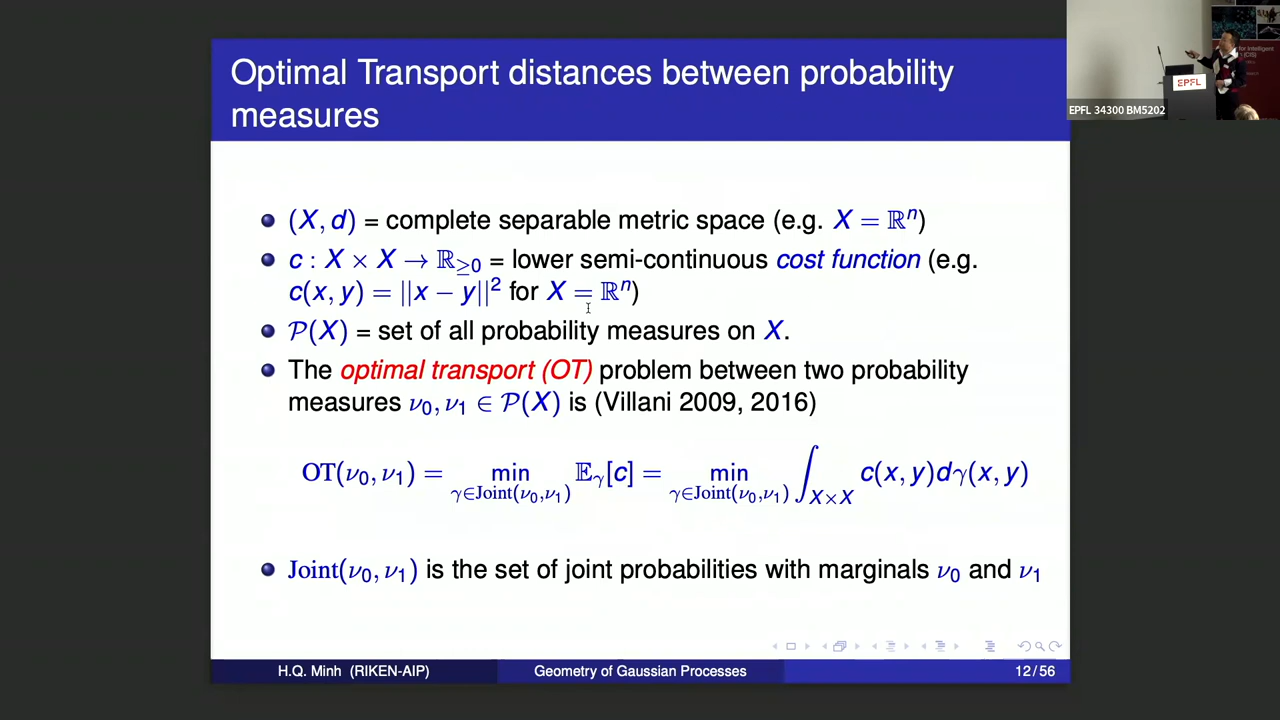 Optimal Transport distances between probability
measures
(X, d) = complete separable metric space (e.g. X = ℝⁿ)
c : X × X → ℝ≥0 = lower semi-continuous cost function (e.g.
c(x, y) = ||x − y||² for X = ℝⁿ)
𝒫(X) = set of all probability measures on X.
The optimal transport (OT) problem between two probability
measures ν₀, ν₁ ∈ 𝒫(X) is (Villani 2009, 2016)
OT(ν₀, ν₁) = min_{γ∈Joint(ν₀,ν₁)} 𝔼_γ[c] = min_{γ∈Joint(ν₀,ν₁)} ∫_{X×X} c(x, y)dγ(x, y)
Joint(ν₀, ν₁) is the set of joint probabilities with marginals ν₀ and ν₁
H.Q. Minh (RIKEN-AIP)
Geometry of Gaussian Processes
12/56
EPFL
EPFL 34300 BM5202